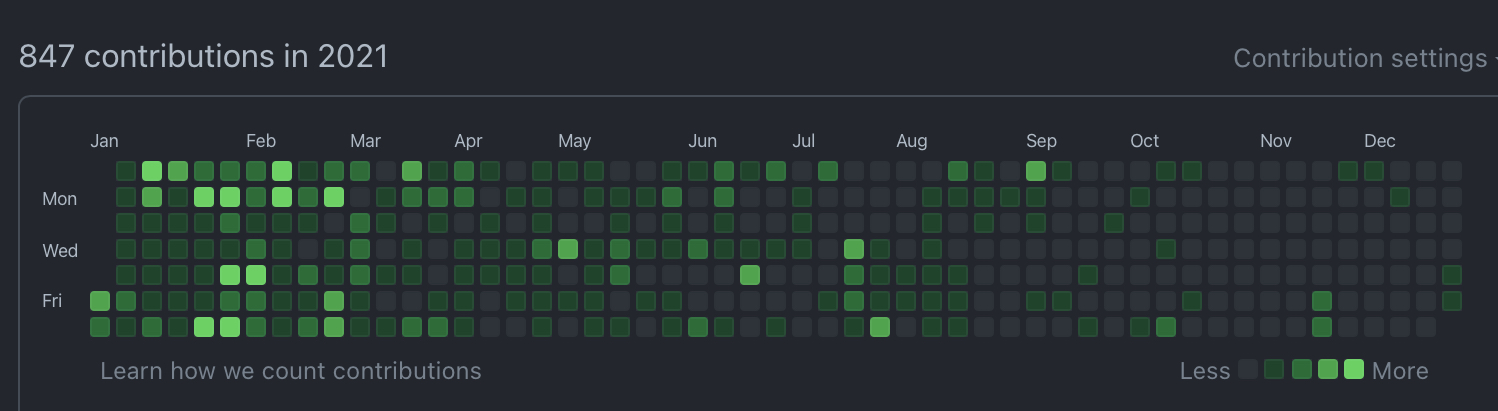 847 contributions in 2021
Contribution settings
Jan Feb Mar Apr May Jun Jul Aug Sep Oct Nov Dec
Mon
Wed
Fri
Learn how we count contributions
Less More